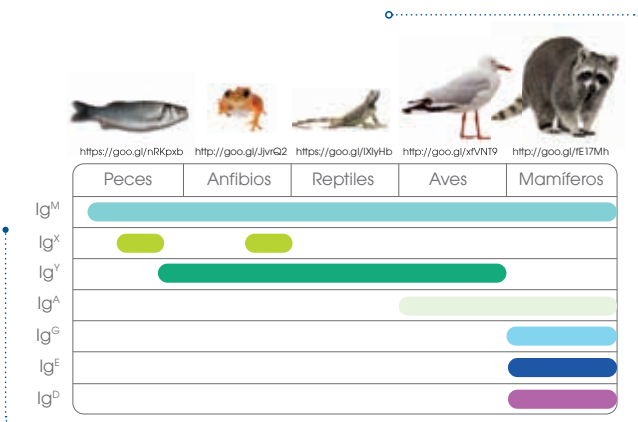 https://goo.gl/nRKpxb http://goo.gl/JjvrQ2 https://goo.gl/IXlyHb http://goo.gl/xfVNT9 http://goo.gl/fE17Mh
Peces Anfibios Reptiles Aves Mamíferos
IgM
IgX
IgY
IgA
IgG
IgE
IgD